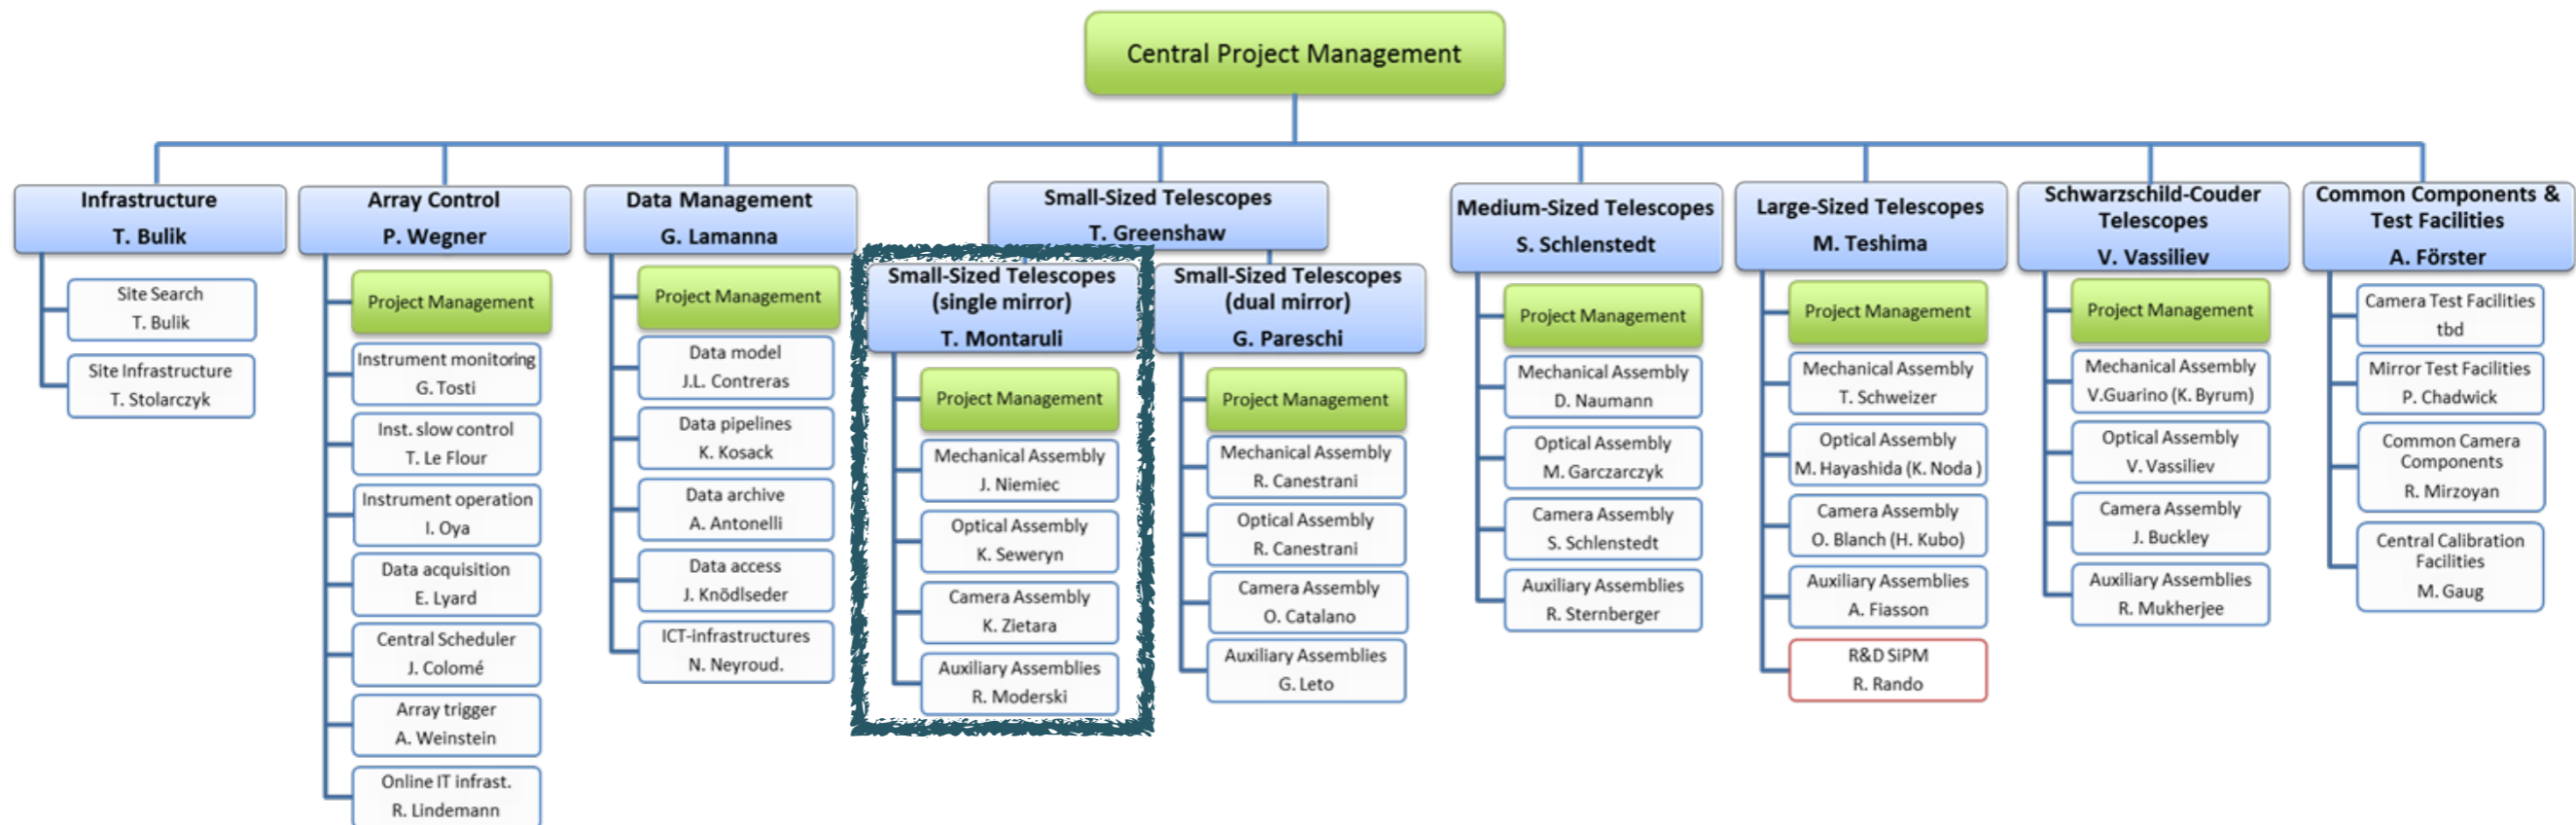 Central Project Management
Infrastructure
T. Bulik
Site Search
T. Bulik
Site Infrastructure
T. Stolarczyk
Array Control
P. Wegner
Project Management
Instrument monitoring
G. Tosti
Inst. slow control
T. Le Flour
Instrument operation
I. Oya
Data acquisition
E. Lyard
Central Scheduler
J. Colomé
Array trigger
A. Weinstein
Online IT infrast.
R. Lindemann
Data Management
G. Lamanna
Project Management
Data model
J.L. Contreras
Data pipelines
K. Kosack
Data archive
A. Antonelli
Data access
J. Knödlseder
ICT-infrastructures
N. Neyroud.
Small-Sized Telescopes
T. Greenshaw
Small-Sized Telescopes
(single mirror)
T. Montaruli
Project Management
Mechanical Assembly
J. Niemiec
Optical Assembly
K. Seweryn
Camera Assembly
K. Zietara
Auxiliary Assemblies
R. Moderski
Small-Sized Telescopes
(dual mirror)
G. Pareschi
Project Management
Mechanical Assembly
R. Canestrani
Optical Assembly
R. Canestrani
Camera Assembly
O. Catalano
Auxiliary Assemblies
G. Leto
Medium-Sized Telescopes
S. Schlenstedt
Project Management
Mechanical Assembly
D. Naumann
Optical Assembly
M. Garczarczyk
Camera Assembly
S. Schlenstedt
Auxiliary Assemblies
R. Sternberger
Large-Sized Telescopes
M. Teshima
Project Management
Mechanical Assembly
T. Schweizer
Optical Assembly
M. Hayashida (K. Noda )
Camera Assembly
O. Blanch (H. Kubo)
Auxiliary Assemblies
A. Fiasson
R&D SiPM
R. Rando
Schwarzschild-Couder
Telescopes
V. Vassiliev
Project Management
Mechanical Assembly
V.Guarino (K. Byrum)
Optical Assembly
V. Vassiliev
Camera Assembly
J. Buckley
Auxiliary Assemblies
R. Mukherjee
Common Components &
Test Facilities
A. Förster
Camera Test Facilities
tbd
Mirror Test Facilities
P. Chadwick
Common Camera
Components
R. Mirzoyan
Central Calibration
Facilities
M. Gaug